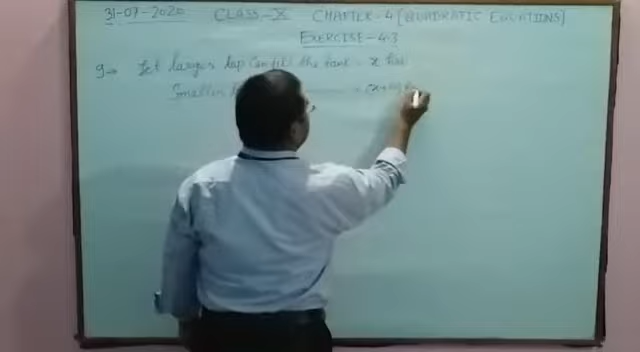 31-07-2020 CLASS-X CHAPTER-4 [QUADRATIC EQUATIONS]
EXERCISE-4.3
9→ Let larger tap can fill the tank = x hrs
Smaller